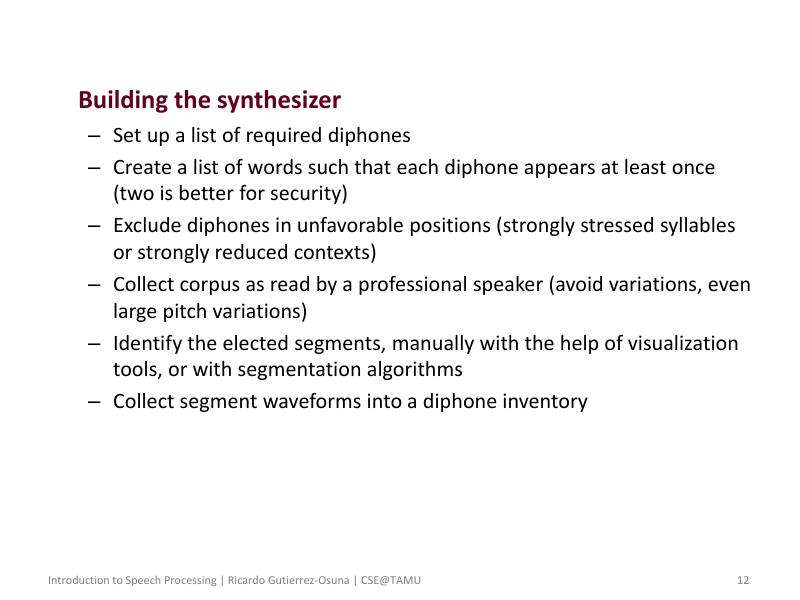 Building the synthesizer
– Set up a list of required diphones
– Create a list of words such that each diphone appears at least once
(two is better for security)
– Exclude diphones in unfavorable positions (strongly stressed syllables
or strongly reduced contexts)
– Collect corpus as read by a professional speaker (avoid variations, even
large pitch variations)
– Identify the elected segments, manually with the help of visualization
tools, or with segmentation algorithms
– Collect segment waveforms into a diphone inventory
Introduction to Speech Processing | Ricardo Gutierrez-Osuna | CSE@TAMU 12